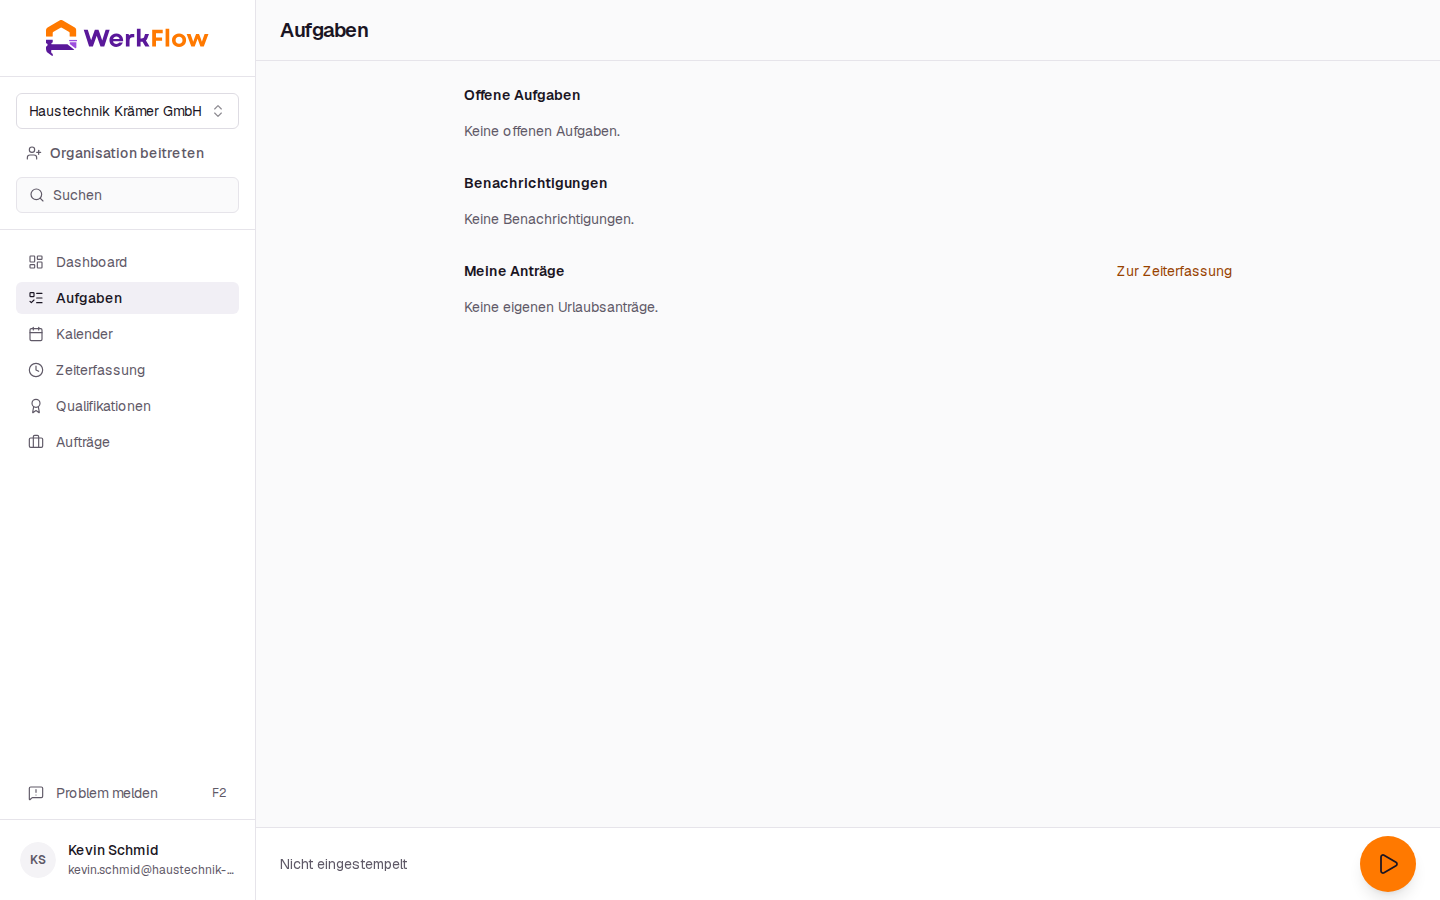 WerkFlow
Haustechnik Krämer GmbH
Organisation beitreten
Suchen
Dashboard
Aufgaben
Kalender
Zeiterfassung
Qualifikationen
Aufträge
Problem melden F2
KS
Kevin Schmid
kevin.schmid@haustechnik-...
Aufgaben
Offene Aufgaben
Keine offenen Aufgaben.
Benachrichtigungen
Keine Benachrichtigungen.
Meine Anträge Zur Zeiterfassung
Keine eigenen Urlaubsanträge.
Nicht eingestempelt